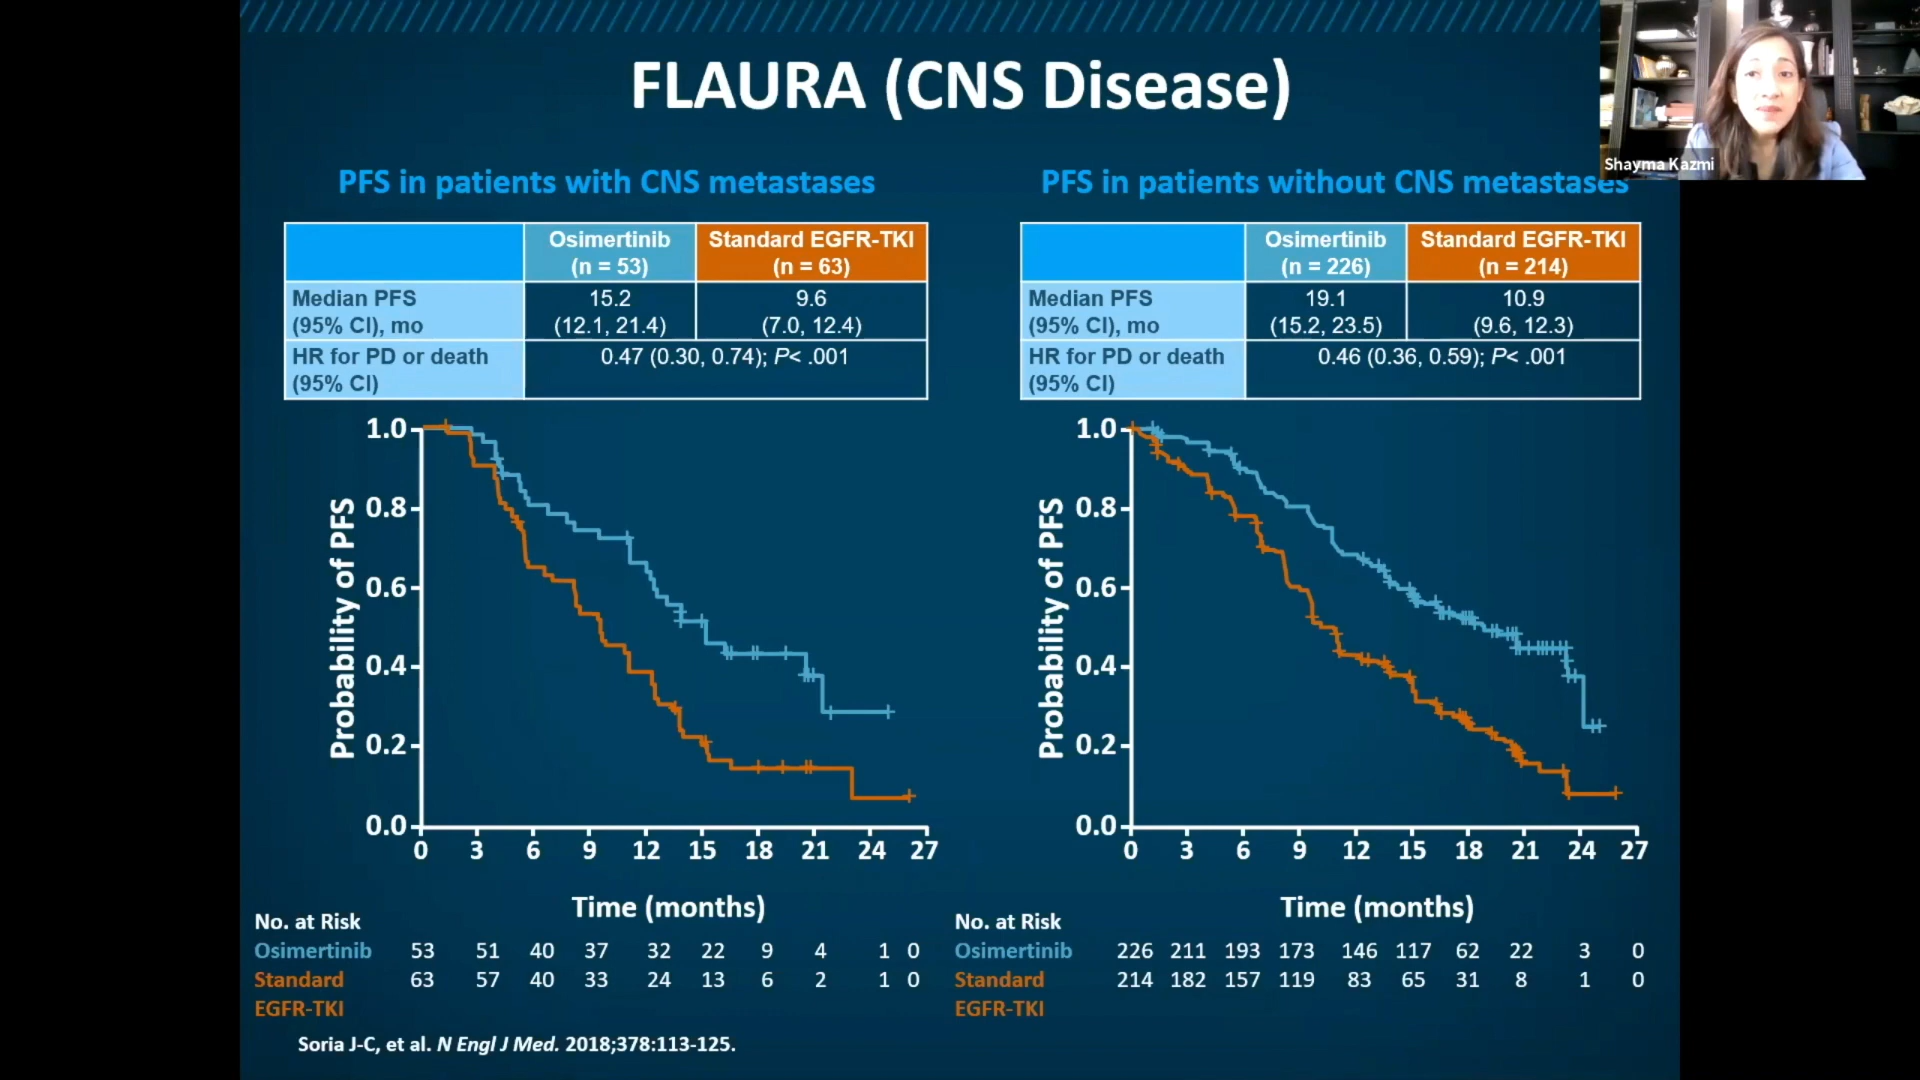 FLAURA (CNS Disease)
Shayma Kazmi
PFS in patients with CNS metastases
Osimertinib Standard EGFR-TKI
(n = 53) (n = 63)
Median PFS 15.2 9.6
(95% CI), mo (12.1, 21.4) (7.0, 12.4)
HR for PD or death 0.47 (0.30, 0.74); P< .001
(95% CI)
1.0
0.8
0.6
0.4
0.2
0.0
Probability of PFS
0 3 6 9 12 15 18 21 24 27
Time (months)
No. at Risk
Osimertinib 53 51 40 37 32 22 9 4 1 0
Standard 63 57 40 33 24 13 6 2 1 0
EGFR-TKI
PFS in patients without CNS metastases
Osimertinib Standard EGFR-TKI
(n = 226) (n = 214)
Median PFS 19.1 10.9
(95% CI), mo (15.2, 23.5) (9.6, 12.3)
HR for PD or death 0.46 (0.36, 0.59); P< .001
(95% CI)
1.0
0.8
0.6
0.4
0.2
0.0
Probability of PFS
0 3 6 9 12 15 18 21 24 27
Time (months)
No. at Risk
Osimertinib 226 211 193 173 146 117 62 22 3 0
Standard 214 182 157 119 83 65 31 8 1 0
EGFR-TKI
Soria J-C, et al. N Engl J Med. 2018;378:113-125.